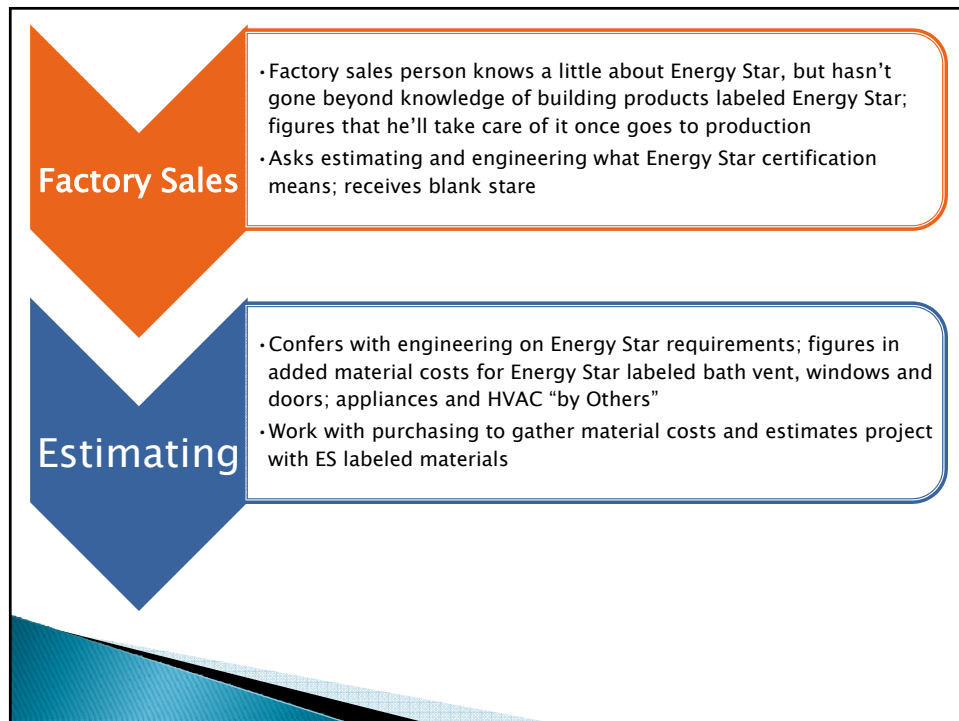 Factory Sales
·Factory sales person knows a little about Energy Star, but hasn’t
gone beyond knowledge of building products labeled Energy Star;
figures that he’ll take care of it once goes to production
·Asks estimating and engineering what Energy Star certification
means; receives blank stare
Estimating
·Confers with engineering on Energy Star requirements; figures in
added material costs for Energy Star labeled bath vent, windows and
doors; appliances and HVAC “by Others”
·Work with purchasing to gather material costs and estimates project
with ES labeled materials